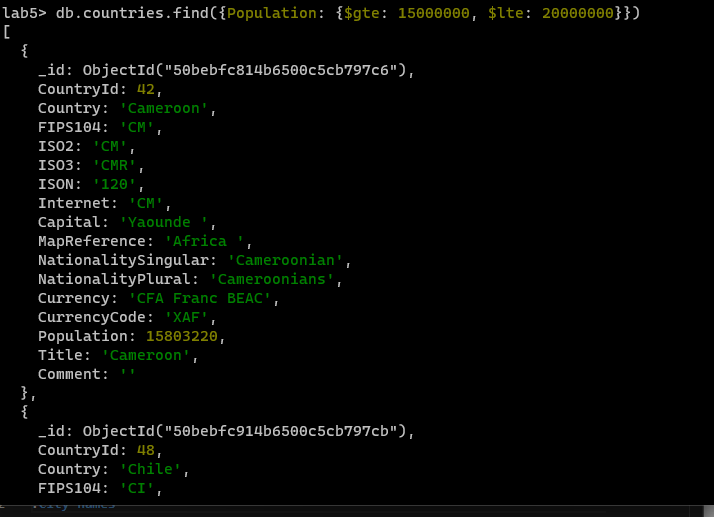 lab5> db.countries.find({Population: {$gte: 15000000, $lte: 20000000}})
[
  {
    _id: ObjectId("50bebfc814b6500c5cb797c6"),
    CountryId: 42,
    Country: 'Cameroon',
    FIPS104: 'CM',
    ISO2: 'CM',
    ISO3: 'CMR',
    ISON: '120',
    Internet: 'CM',
    Capital: 'Yaounde ',
    MapReference: 'Africa ',
    NationalitySingular: 'Cameroonian',
    NationalityPlural: 'Cameroonians',
    Currency: 'CFA Franc BEAC',
    CurrencyCode: 'XAF',
    Population: 15803220,
    Title: 'Cameroon',
    Comment: ''
  },
  {
    _id: ObjectId("50bebfc914b6500c5cb797cb"),
    CountryId: 48,
    Country: 'Chile',
    FIPS104: 'CI',